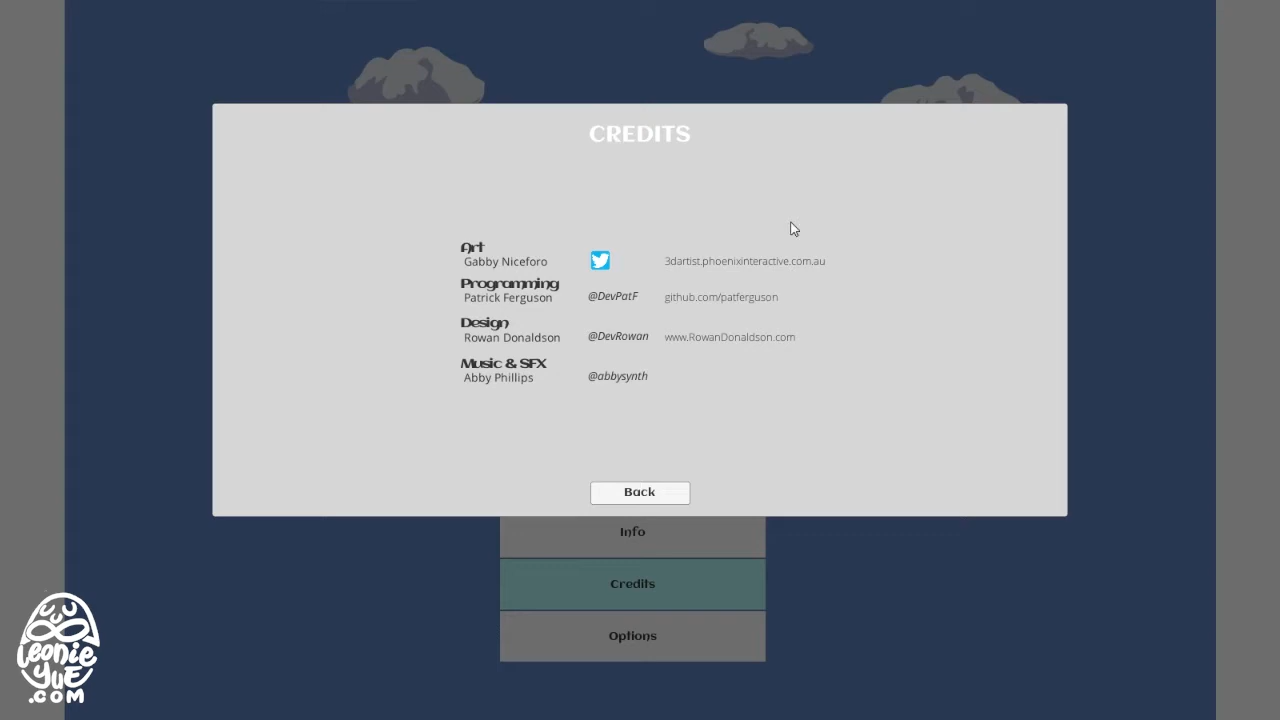 CREDITS
Art
Gabby Niceforo 3dartist.phoenixinteractive.com.au
Programming
Patrick Ferguson @DevPatF github.com/patferguson
Design
Rowan Donaldson @DevRowan www.RowanDonaldson.com
Music & SFX
Abby Phillips @abbysynth
Back
Info
Credits
Options
Leonie
YuE
.COM